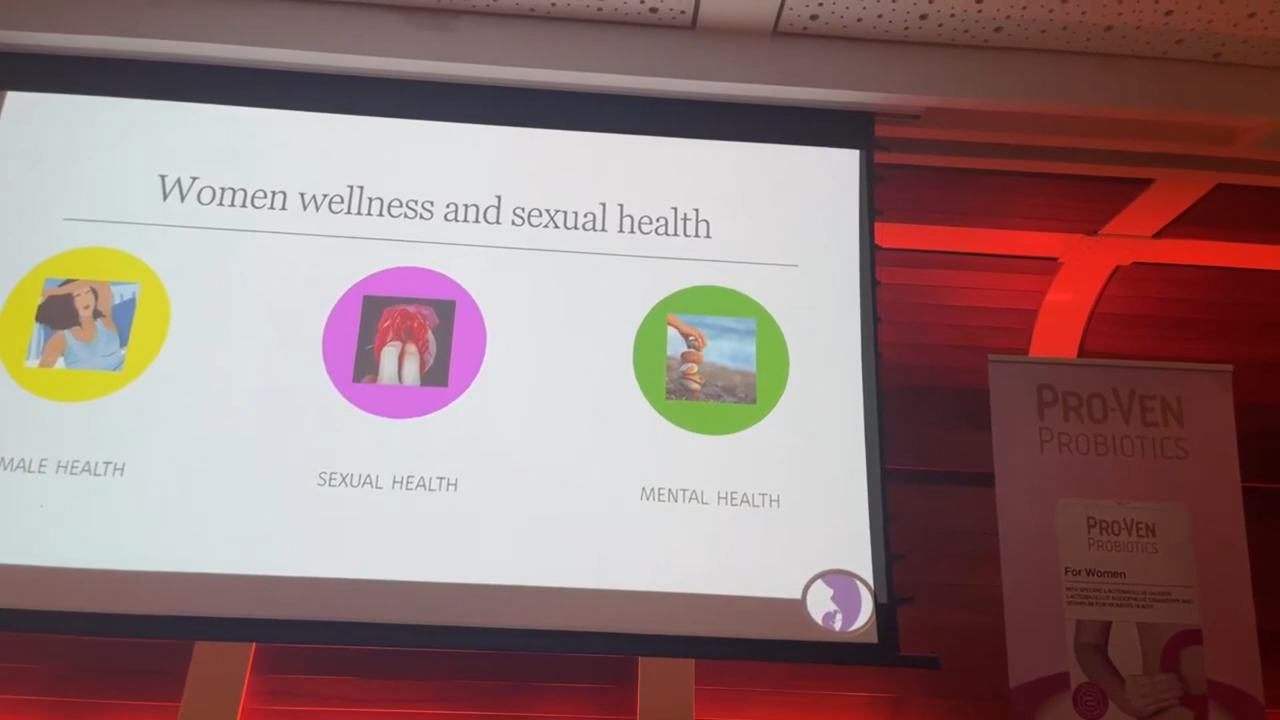 Women wellness and sexual health
MALE HEALTH
SEXUAL HEALTH
MENTAL HEALTH
PRO-VEN
PROBIOTICS
PRO-VEN
PROBIOTICS
For Women